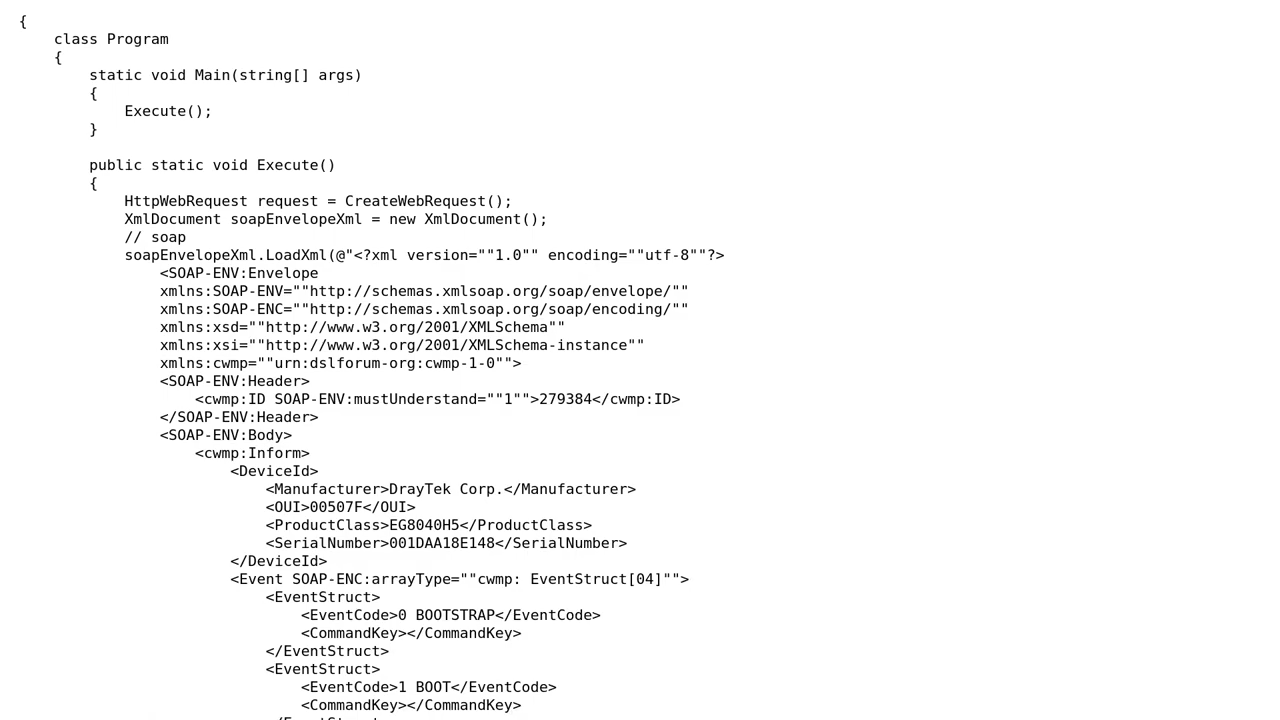 {
    class Program
    {
        static void Main(string[] args)
        {
            Execute();
        }

        public static void Execute()
        {
            HttpWebRequest request = CreateWebRequest();
            XmlDocument soapEnvelopeXml = new XmlDocument();
            // soap
            soapEnvelopeXml.LoadXml(@"<?xml version=""1.0"" encoding=""utf-8""?>
                <SOAP-ENV:Envelope
                xmlns:SOAP-ENV=""http://schemas.xmlsoap.org/soap/envelope/""
                xmlns:SOAP-ENC=""http://schemas.xmlsoap.org/soap/encoding/""
                xmlns:xsd=""http://www.w3.org/2001/XMLSchema""
                xmlns:xsi=""http://www.w3.org/2001/XMLSchema-instance""
                xmlns:cwmp=""urn:dslforum-org:cwmp-1-0"">
                <SOAP-ENV:Header>
                    <cwmp:ID SOAP-ENV:mustUnderstand=""1"">279384</cwmp:ID>
                </SOAP-ENV:Header>
                <SOAP-ENV:Body>
                    <cwmp:Inform>
                        <DeviceId>
                            <Manufacturer>DrayTek Corp.</Manufacturer>
                            <OUI>00507F</OUI>
                            <ProductClass>EG8040H5</ProductClass>
                            <SerialNumber>001DAA18E148</SerialNumber>
                        </DeviceId>
                        <Event SOAP-ENC:arrayType=""cwmp: EventStruct[04]"">
                            <EventStruct>
                                <EventCode>0 BOOTSTRAP</EventCode>
                                <CommandKey></CommandKey>
                            </EventStruct>
                            <EventStruct>
                                <EventCode>1 BOOT</EventCode>
                                <CommandKey></CommandKey>